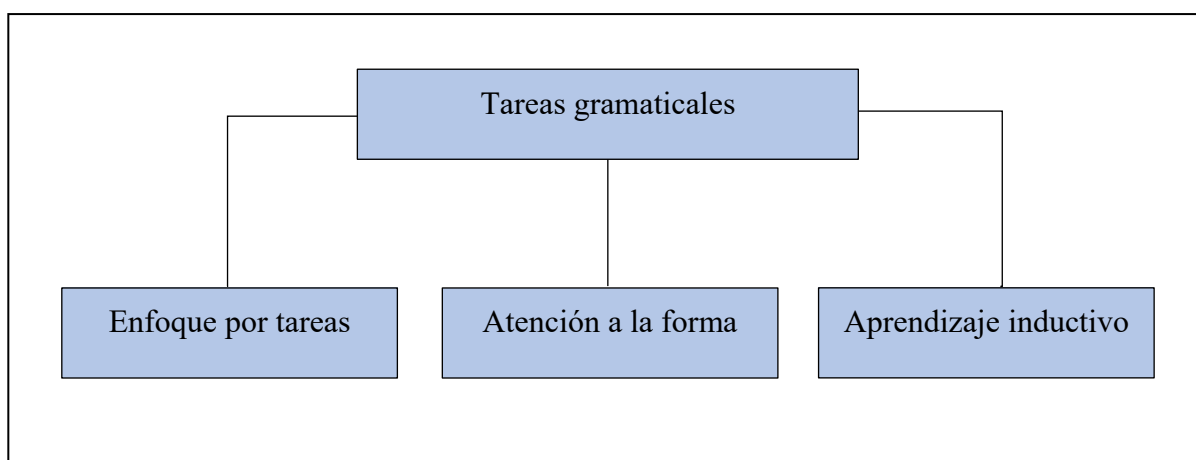 Tareas gramaticales
Enfoque por tareas
Atención a la forma
Aprendizaje inductivo